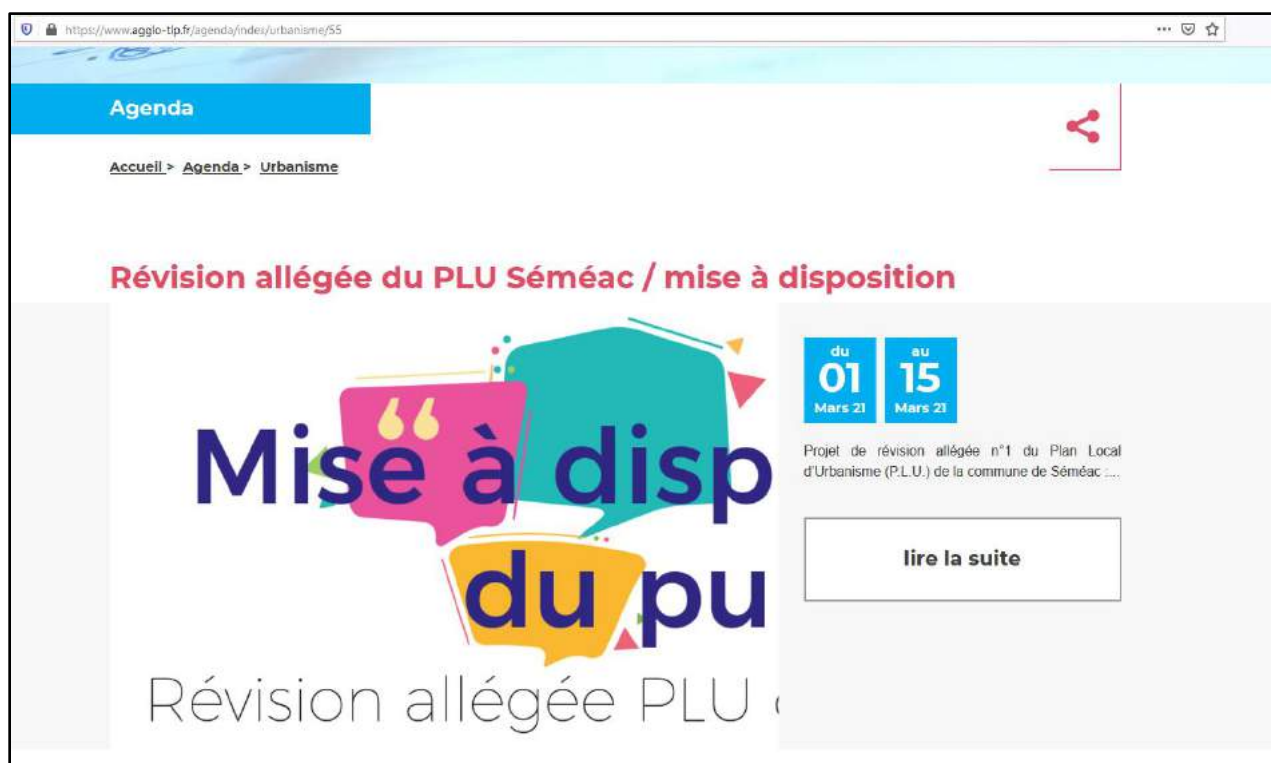 https://www.agglo-tlp.fr/agenda/index/urbanisme/55
Agenda
Accueil > Agenda > Urbanisme
Révision allégée du PLU Séméac / mise à disposition
Mise à disp
du pu
Révision allégée PLU
du
01
Mars 21
au
15
Mars 21
Projet de révision allégée n°1 du Plan Local
d'Urbanisme (P.L.U.) de la commune de Séméac :...
lire la suite